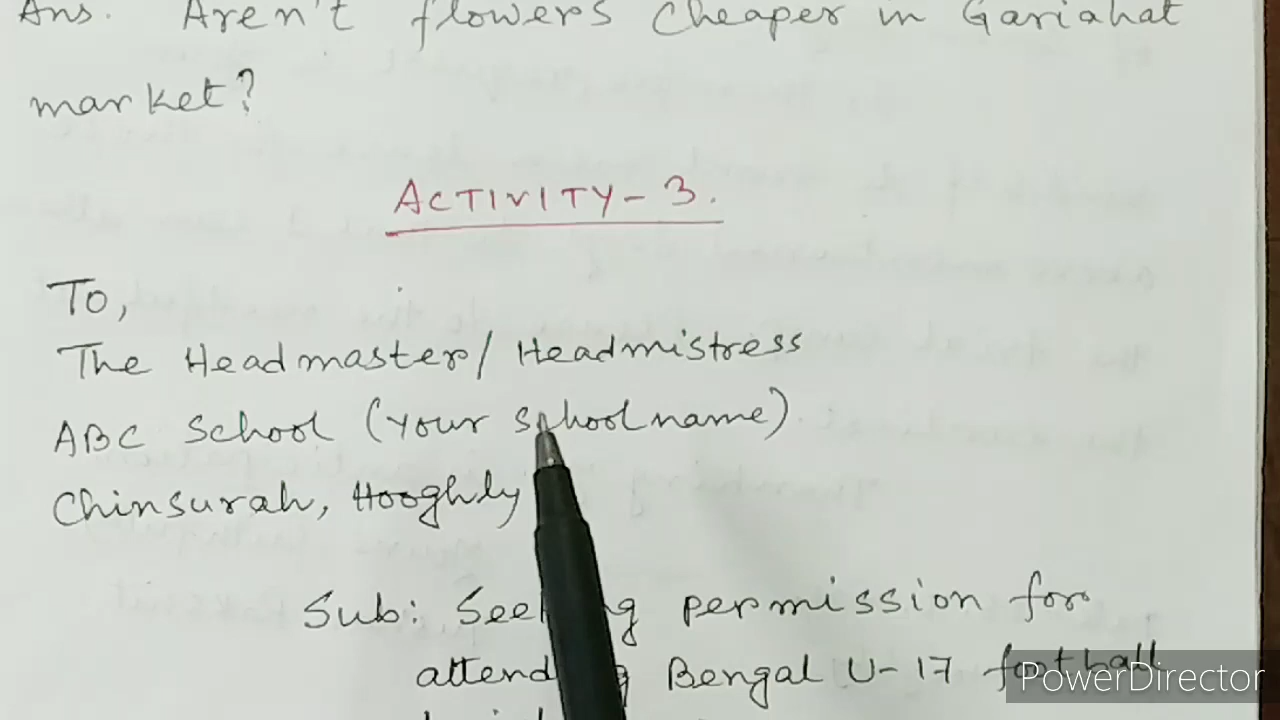 Ans. Aren't flowers cheaper in Gariahat
market?
ACTIVITY-3.
To,
The Headmaster/Headmistress
ABC School (Your School name)
Chinsurah, Hooghly
Sub: Seeking permission for
attending Bengal U-17 football
PowerDirector